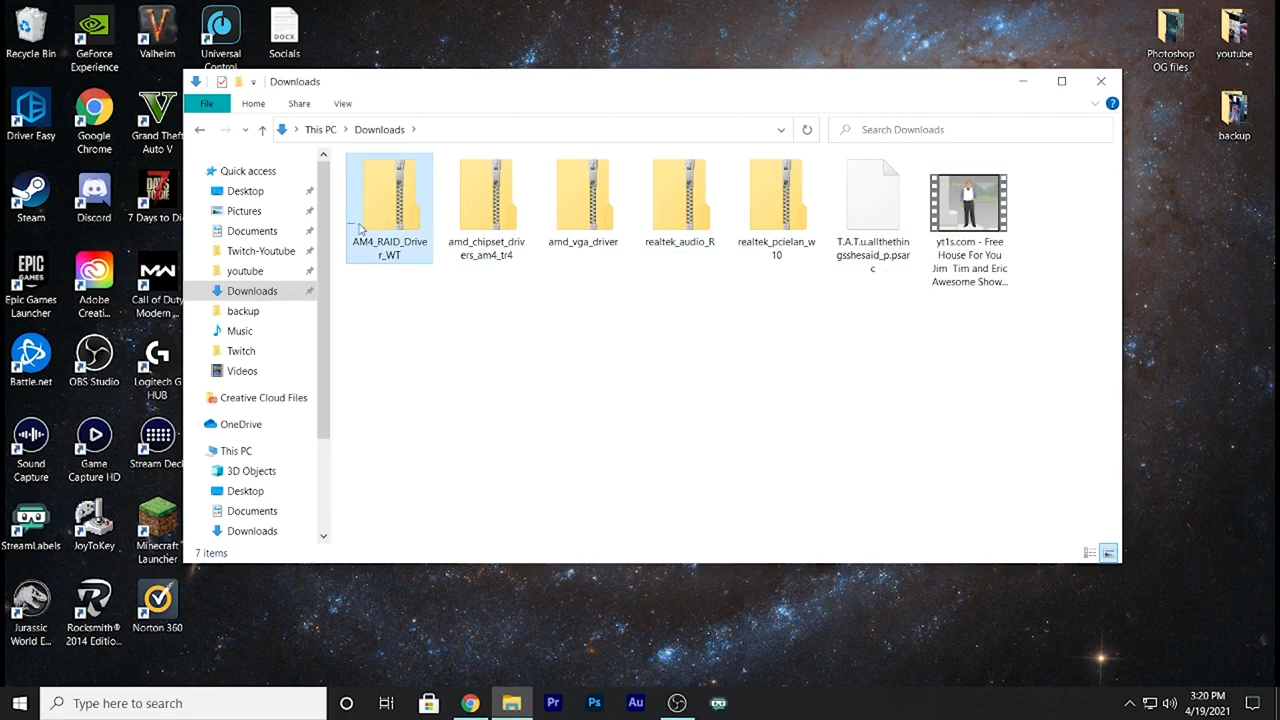 Recycle Bin
GeForce
Experience
Valheim
Universal
Control
DOCX
Socials
Photoshop
OG files
youtube
Driver Easy
Google
Chrome
Grand Theft
Auto V
backup
Steam
Discord
7 Days to Di
EPIC
GAMES
Epic Games
Launcher
Adobe
Creati...
Call of Duty
Modern ...
Battle.net
OBS Studio
Logitech G
HUB
Sound
Capture
Game
Capture HD
Stream Deck
StreamLabels
JoyToKey
Minecraft
Launcher
Jurassic
World E...
Rocksmith®
2014 Editio...
Norton 360
Downloads
File
Home
Share
View
This PC
Downloads
Search Downloads
Quick access
Desktop
Pictures
Documents
Twitch-Youtube
youtube
Downloads
backup
Music
Twitch
Videos
Creative Cloud Files
OneDrive
This PC
3D Objects
Desktop
Documents
Downloads
AM4_RAID_Drive
r_WT
amd_chipset_driv
ers_am4_tr4
amd_vga_driver
realtek_audio_R
realtek_pcielan_w
10
T.A.T.u.allthethin
gsshesaid_p.psar
c
yt1s.com - Free
House For You
Jim Tim and Eric
Awesome Show...
7 items
Type here to search
Pr
Ps
Au
3:20 PM
4/19/2021